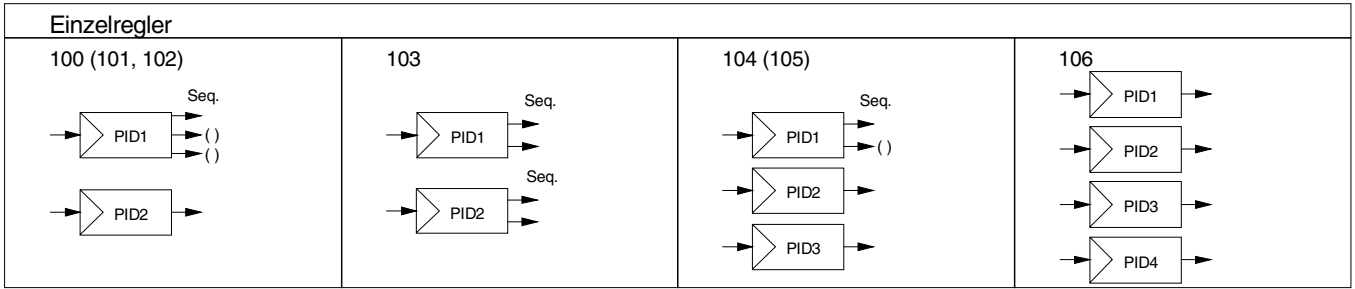 Einzelregler
100 (101, 102)
Seq.
PID1
( )
( )
PID2
103
Seq.
PID1
Seq.
PID2
104 (105)
Seq.
PID1
( )
PID2
PID3
106
PID1
PID2
PID3
PID4